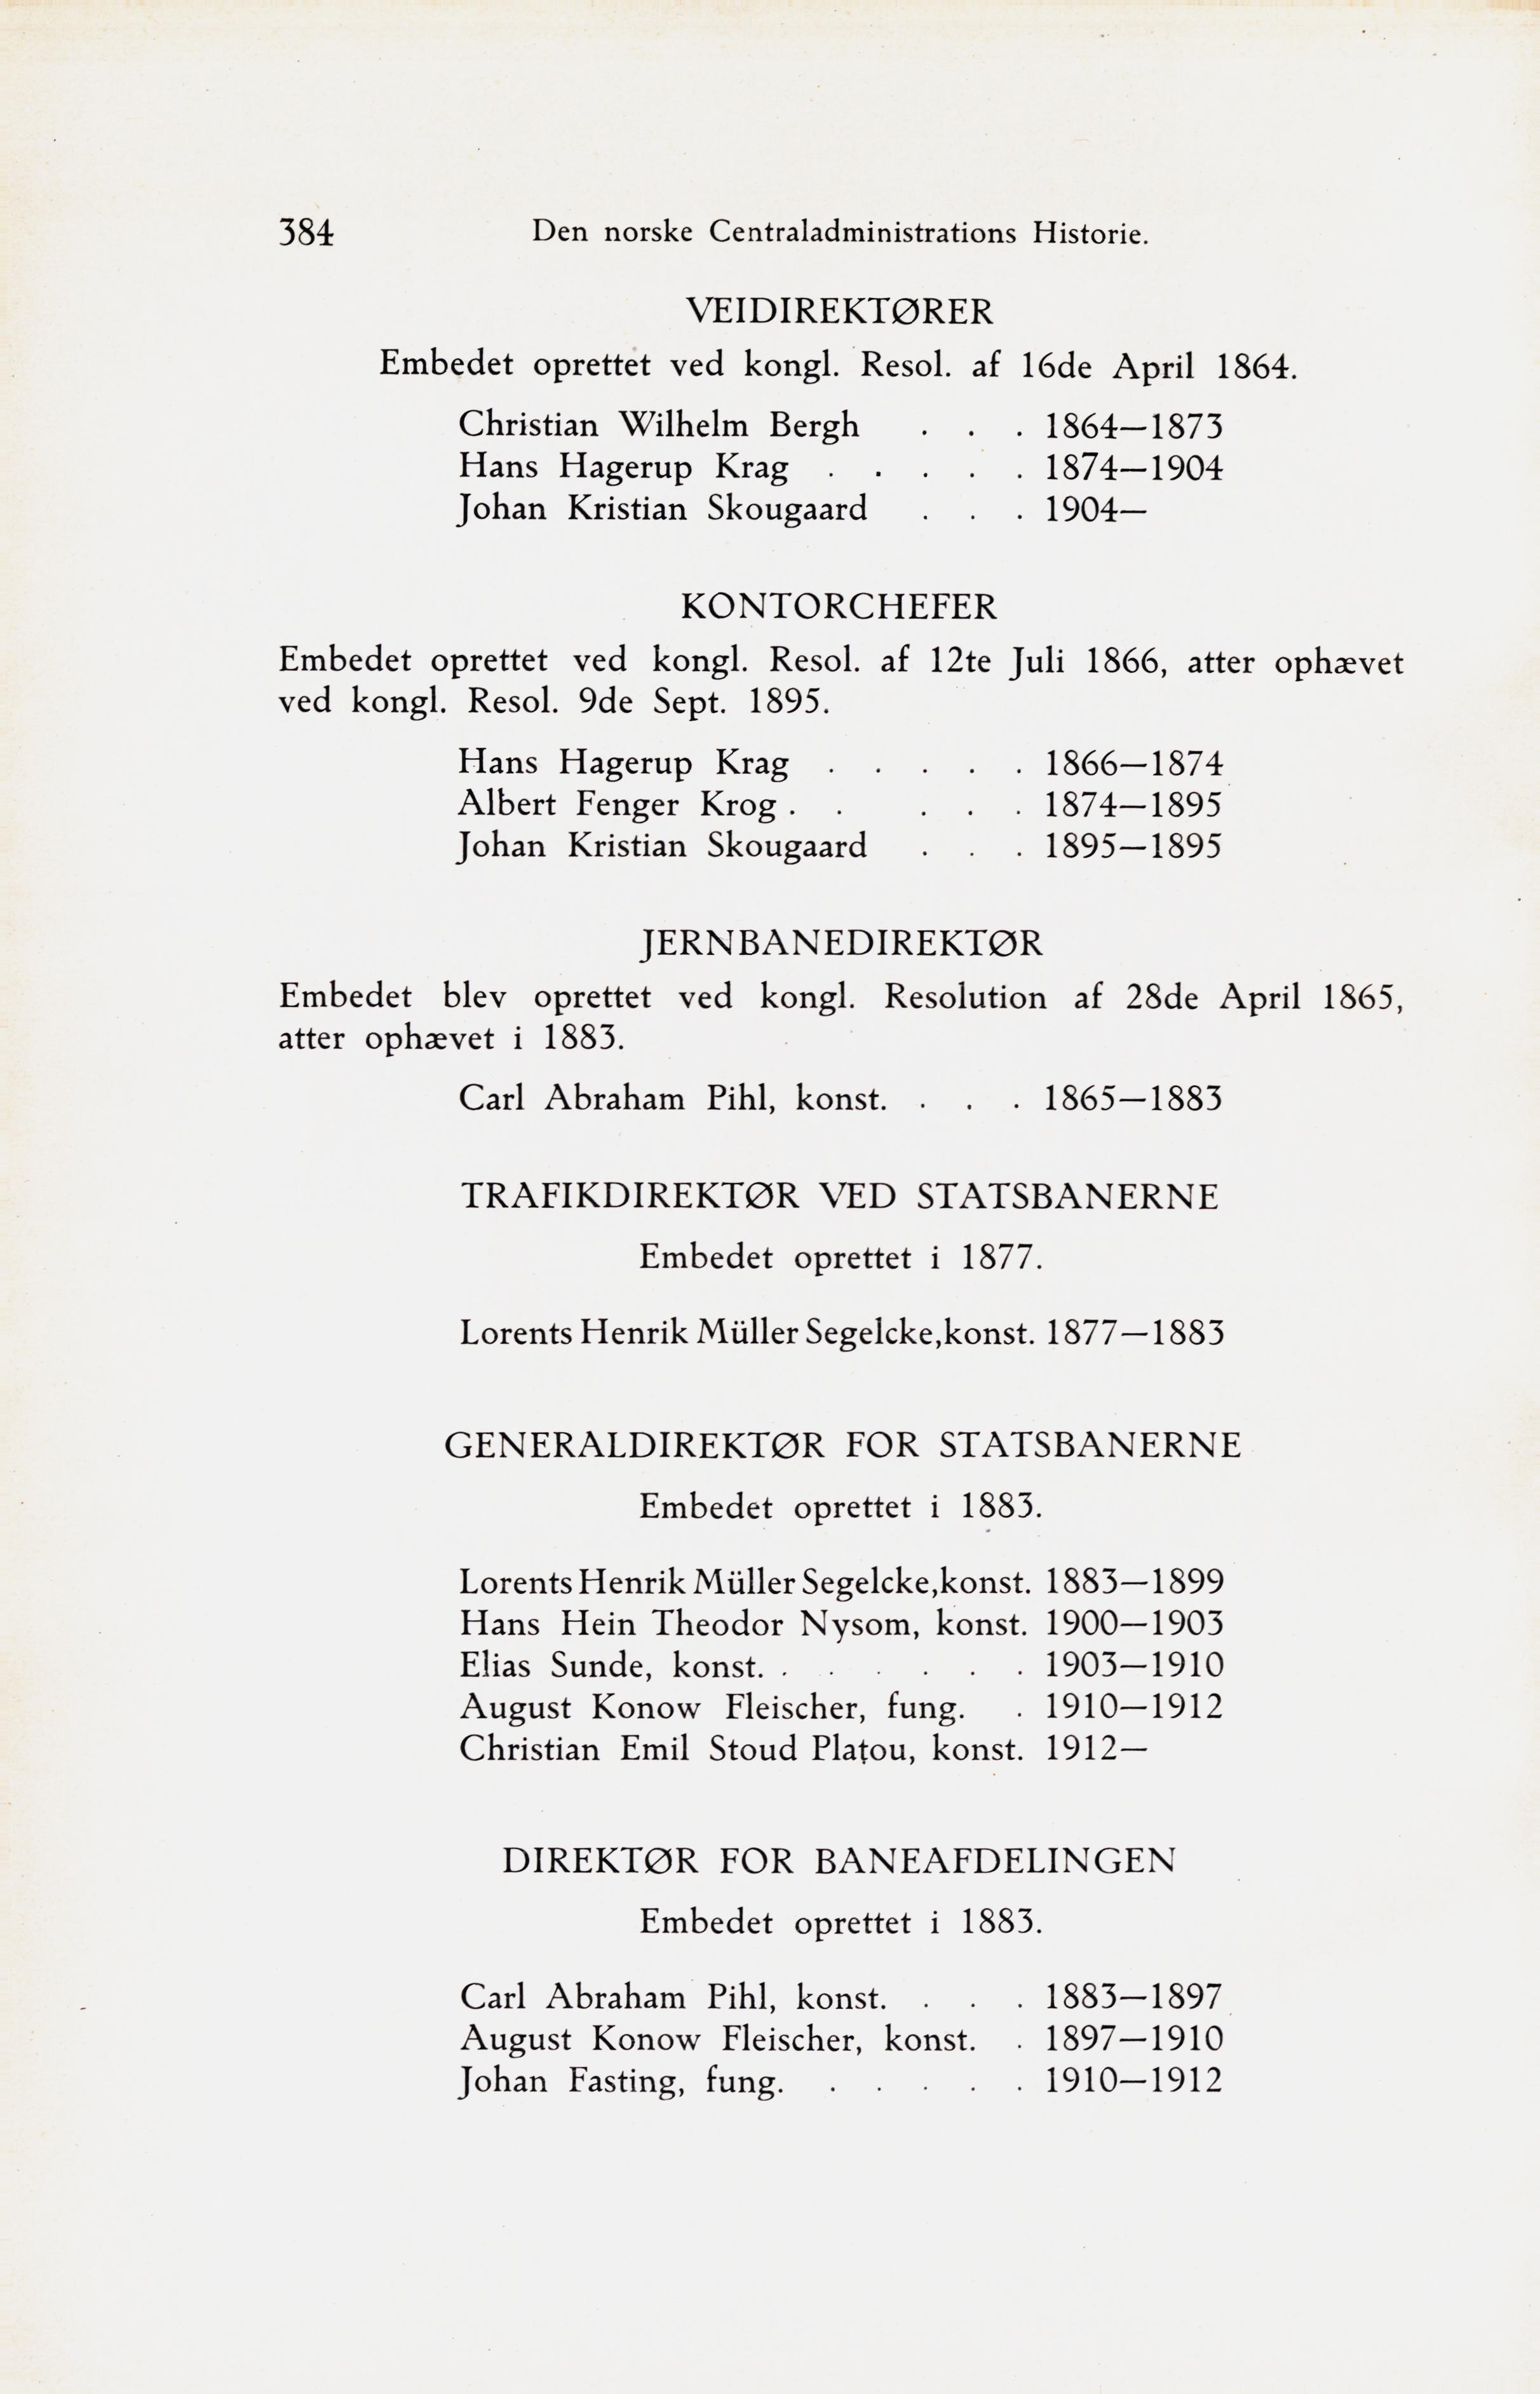 384 Den norske Centraladministrations Historie.
VEIDIREKTØRER
Embedet oprettet ved kongl. Resol. af 16de April 1864.
Christian Wilhelm Bergh . . . 1864—1873
Hans Hagerup Krag . . . . . 1874—1904
Johan Kristian Skougaard . . . 1904—
KONTORCHEFER
Embedet oprettet ved kongl. Resol. af 12te Juli 1866, atter ophævet
ved kongl. Resol. 9de Sept. 1895.
Hans Hagerup Krag . . . . . 1866—1874
Albert Fenger Krog . . . . . 1874—1895
Johan Kristian Skougaard . . . 1895—1895
JERNBANEDIREKTØR
Embedet blev oprettet ved kongl. Resolution af 28de April 1865,
atter ophævet i 1883.
Carl Abraham Pihl, konst. . . . 1865—1883
TRAFIKDIREKTØR VED STATSBANERNE
Embedet oprettet i 1877.
Lorents Henrik Müller Segelcke, konst. 1877—1883
GENERALDIREKTØR FOR STATSBANERNE
Embedet oprettet i 1883.
Lorents Henrik Müller Segelcke, konst. 1883—1899
Hans Hein Theodor Nysom, konst. 1900—1903
Elias Sunde, konst. . . . . . . 1903—1910
August Konow Fleischer, fung. . 1910—1912
Christian Emil Stoud Platou, konst. 1912—
DIREKTØR FOR BANEAFDELINGEN
Embedet oprettet i 1883.
Carl Abraham Pihl, konst. . . . 1883—1897
August Konow Fleischer, konst. . 1897—1910
Johan Fasting, fung. . . . . . 1910—1912